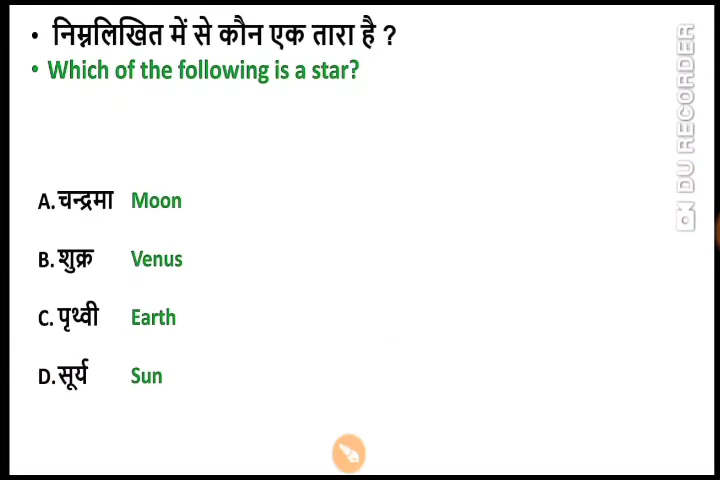 • निम्नलिखित में से कौन एक तारा है ?
• Which of the following is a star?
A. चन्द्रमा Moon
B. शुक्र Venus
C. पृथ्वी Earth
D. सूर्य Sun
DU RECORDER